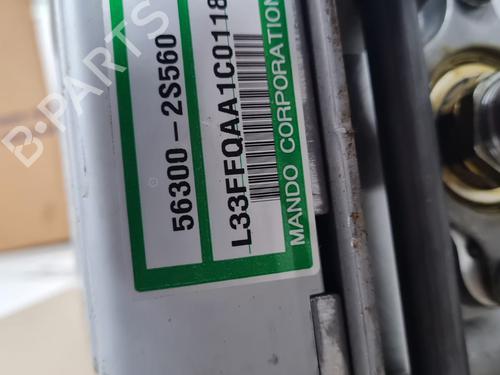 56300-2S560
L33FFQAA1C0118
MANDO CORPORATION
B-PARTS